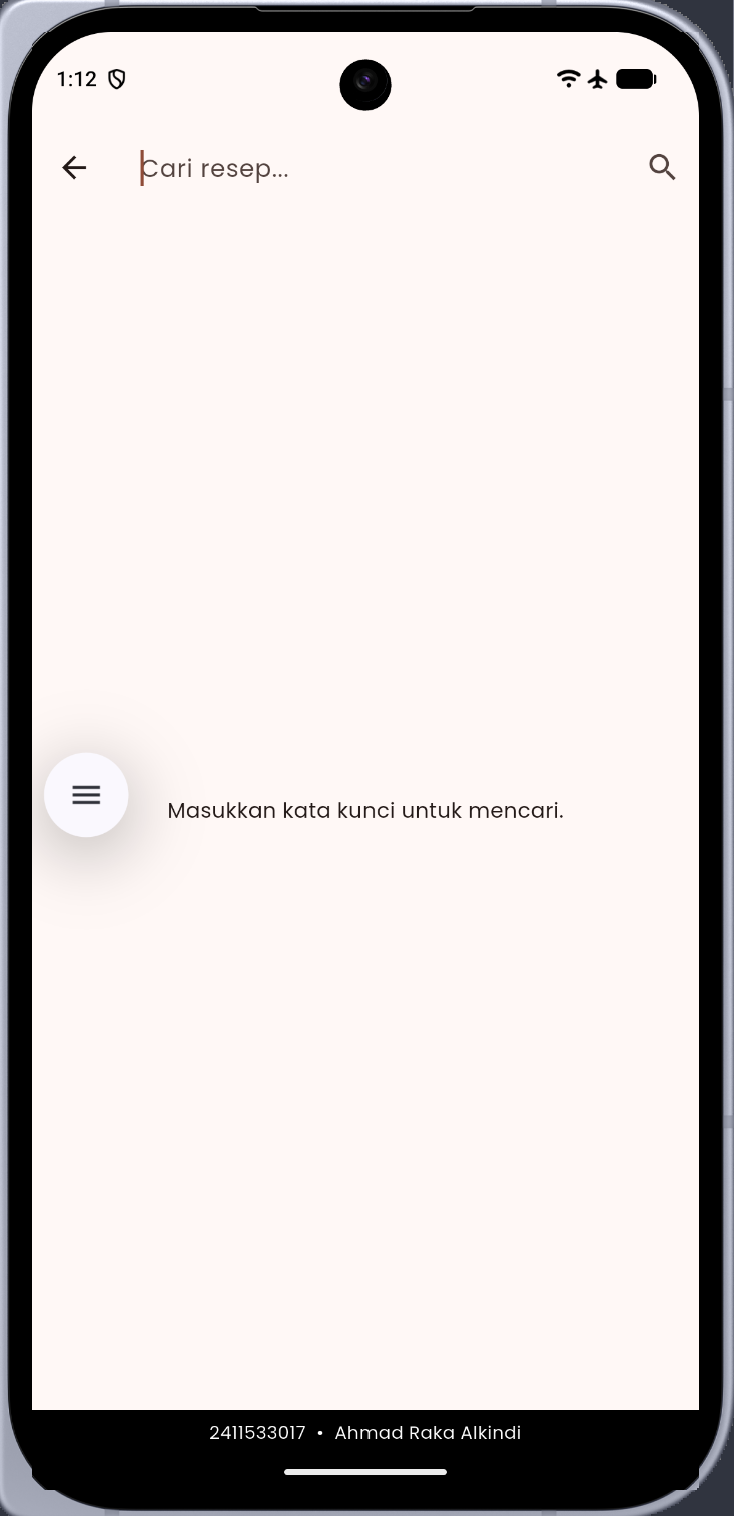 1:12
Cari resep...
Masukkan kata kunci untuk mencari.
2411533017 • Ahmad Raka Alkindi